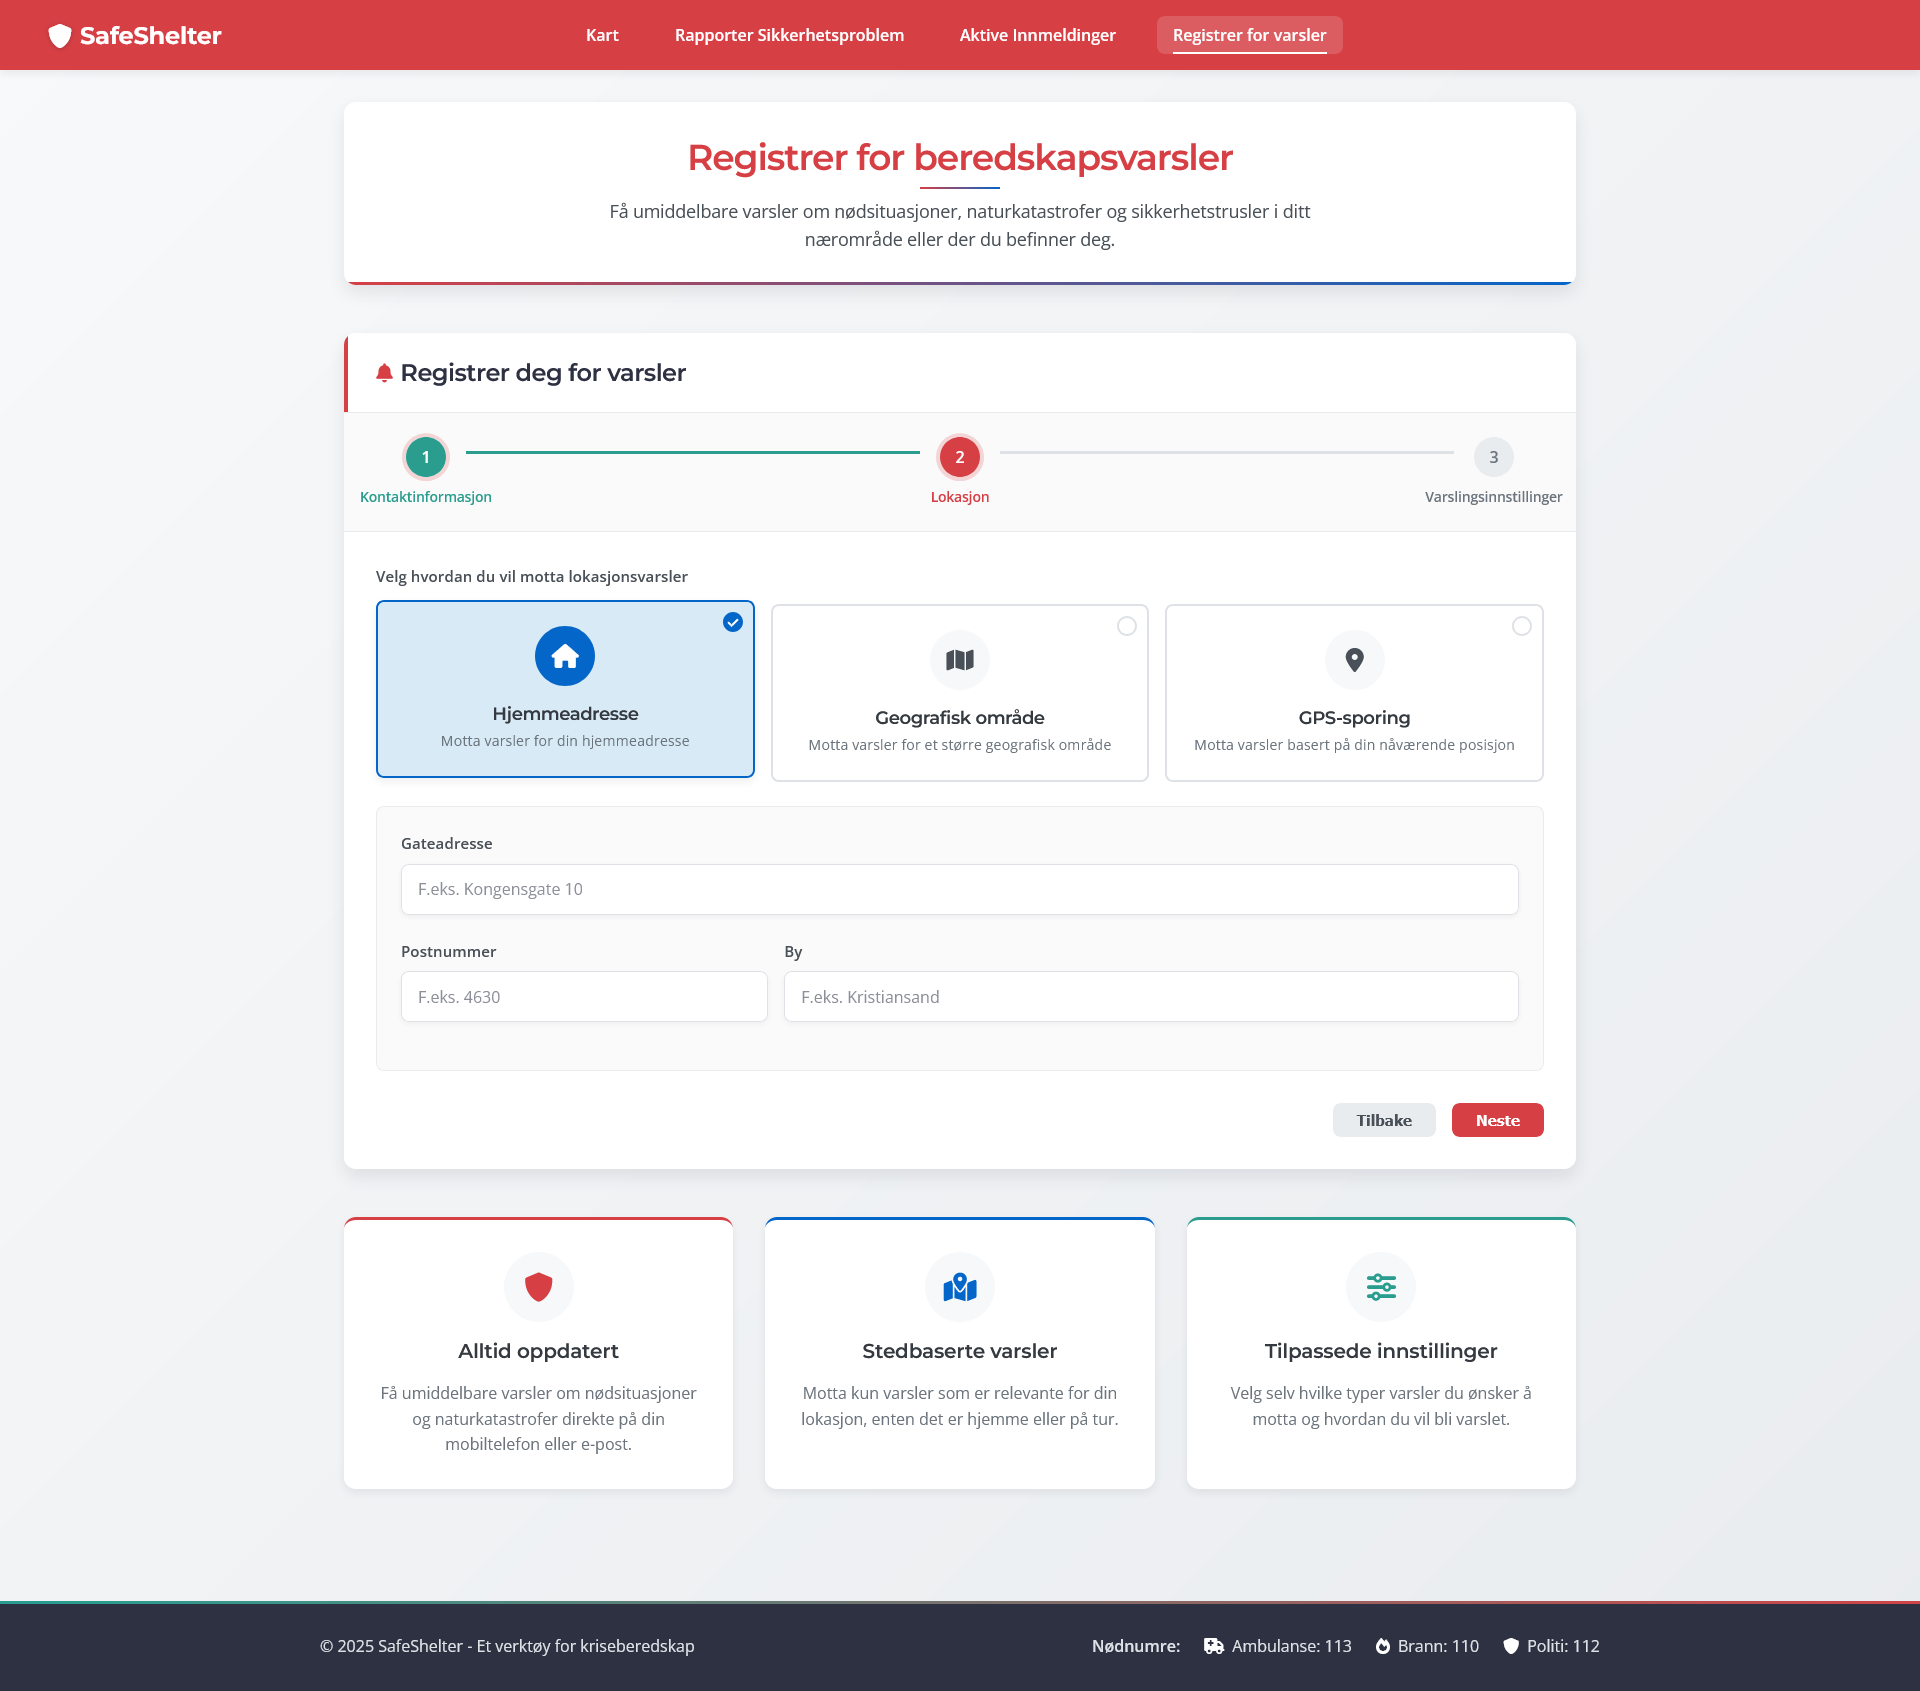 SafeShelter
Kart
Rapporter Sikkerhetsproblem
Aktive Innmeldinger
Registrer for varsler
Registrer for beredskapsvarsler
Få umiddelbare varsler om nødsituasjoner, naturkatastrofer og sikkerhetstrusler i ditt
nærområde eller der du befinner deg.
Registrer deg for varsler
1
2
3
Kontaktinformasjon
Lokasjon
Varslingsinnstillinger
Velg hvordan du vil motta lokasjonsvarsler
Hjemmeadresse
Motta varsler for din hjemmeadresse
Geografisk område
Motta varsler for et større geografisk område
GPS-sporing
Motta varsler basert på din nåværende posisjon
Gateadresse
F.eks. Kongensgate 10
Postnummer
F.eks. 4630
By
F.eks. Kristiansand
Tilbake
Neste
Alltid oppdatert
Få umiddelbare varsler om nødsituasjoner
og naturkatastrofer direkte på din
mobiltelefon eller e-post.
Stedbaserte varsler
Motta kun varsler som er relevante for din
lokasjon, enten det er hjemme eller på tur.
Tilpassede innstillinger
Velg selv hvilke typer varsler du ønsker å
motta og hvordan du vil bli varslet.
© 2025 SafeShelter - Et verktøy for kriseberedskap
Nødnumre:
Ambulanse: 113
Brann: 110
Politi: 112